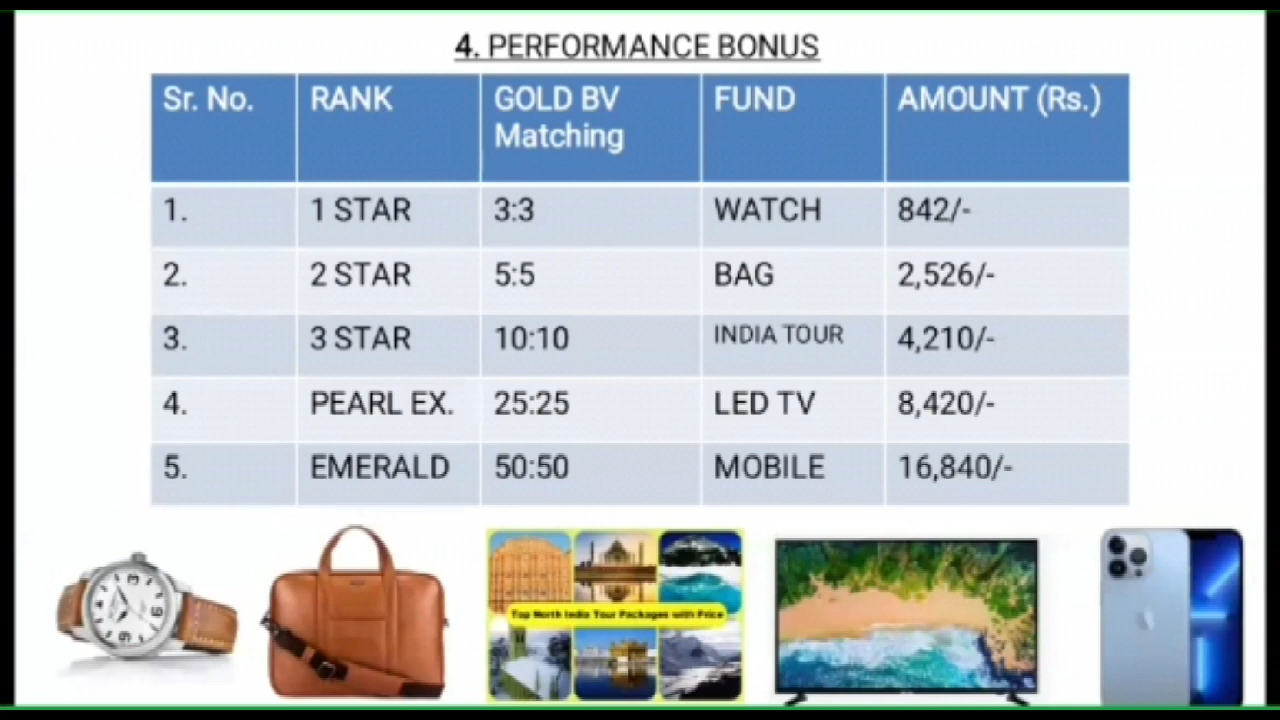 4. PERFORMANCE BONUS
Sr. No. RANK GOLD BV Matching FUND AMOUNT (Rs.)
1. 1 STAR 3:3 WATCH 842/-
2. 2 STAR 5:5 BAG 2,526/-
3. 3 STAR 10:10 INDIA TOUR 4,210/-
4. PEARL EX. 25:25 LED TV 8,420/-
5. EMERALD 50:50 MOBILE 16,840/-
Top North India Tour Packages with Price